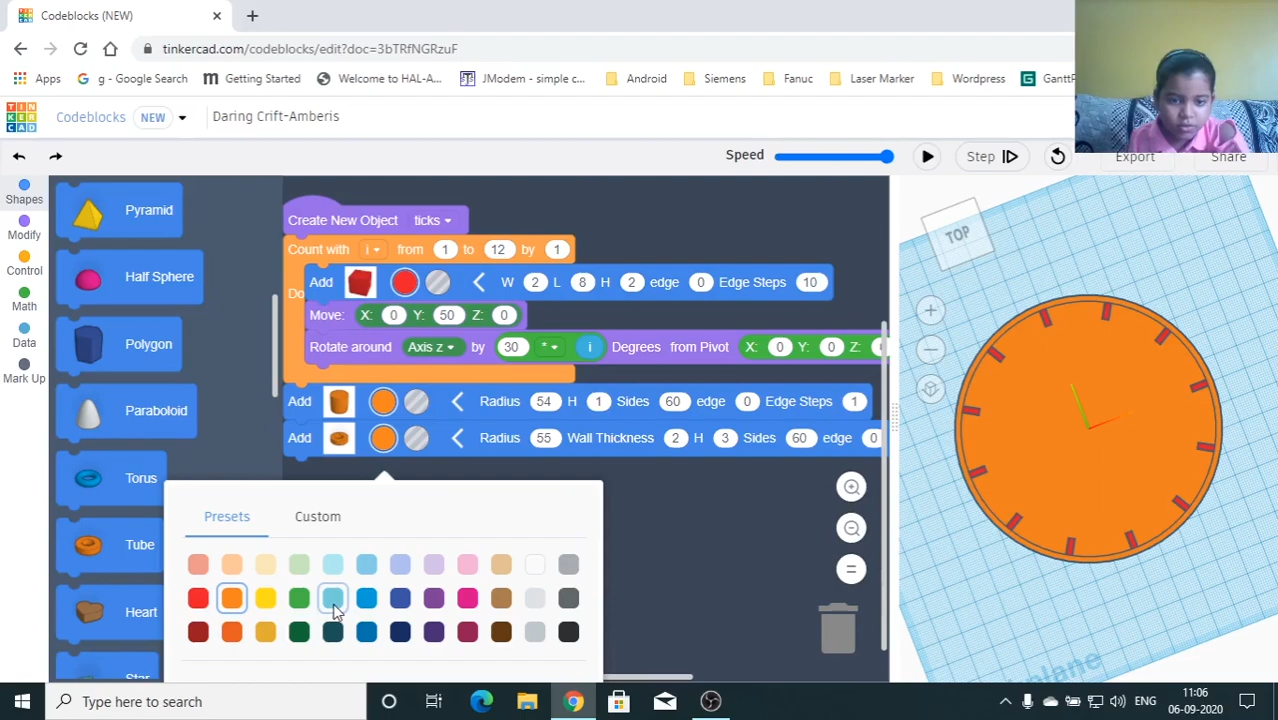 Codeblocks (NEW)
tinkercad.com/codeblocks/edit?doc=3bTRfNGRzuF
Apps
g - Google Search
Getting Started
Welcome to HAL-A...
JModem - simple c...
Android
Siemens
Fanuc
Laser Marker
Wordpress
GanttP
TIN
KER
CAD
Codeblocks
NEW
Daring Crift-Amberis
Speed
Step
Export
Share
Shapes
Modify
Control
Math
Data
Mark Up
Pyramid
Half Sphere
Polygon
Paraboloid
Torus
Tube
Heart
Star
Create New Object ticks
Count with i from 1 to 12 by 1
Do
Add W 2 L 8 H 2 edge 0 Edge Steps 10
Move: X: 0 Y: 50 Z: 0
Rotate around Axis z by 30 * i Degrees from Pivot X: 0 Y: 0 Z:
Add Radius 54 H 1 Sides 60 edge 0 Edge Steps 1
Add Radius 55 Wall Thickness 2 H 3 Sides 60 edge 0
Presets
Custom
TOP
Type here to search
ENG
11:06
06-09-2020